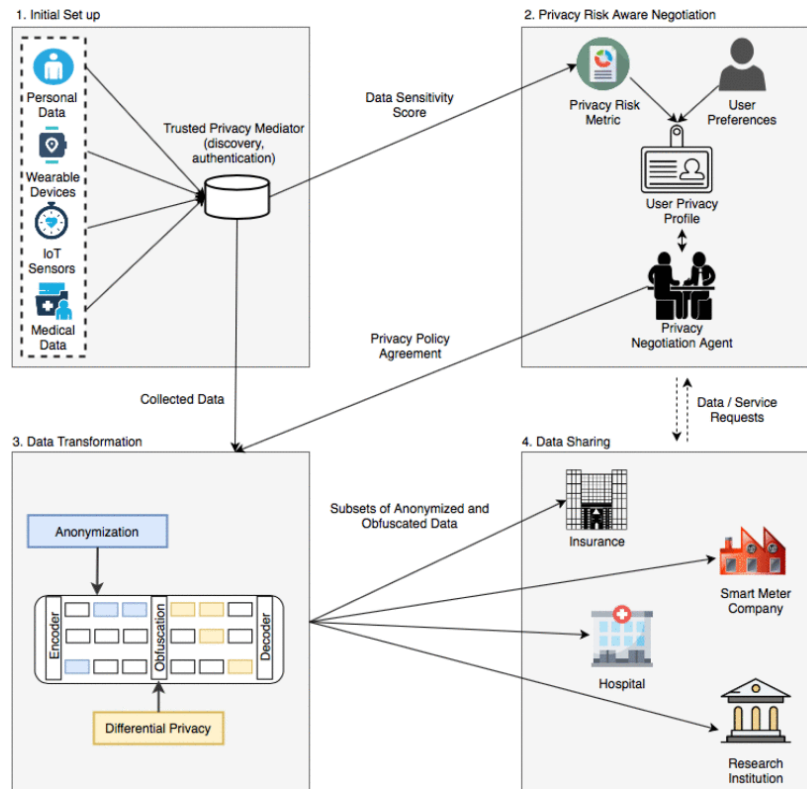 1. Initial Set up
Personal
Data
Wearable
Devices
IoT
Sensors
Medical
Data
Trusted Privacy Mediator
(discovery,
authentication)
Data Sensitivity
Score
2. Privacy Risk Aware Negotiation
Privacy Risk
Metric
User
Preferences
User Privacy
Profile
Privacy
Negotiation Agent
Privacy Policy
Agreement
Collected Data
Data / Service
Requests
3. Data Transformation
Anonymization
Encoder
Obfuscation
Decoder
Differential Privacy
Subsets of Anonymized and
Obfuscated Data
4. Data Sharing
Insurance
Smart Meter
Company
Hospital
Research
Institution